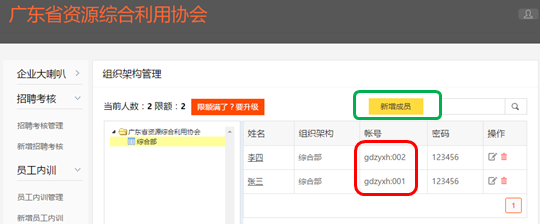 广东省资源综合利用协会
企业大喇叭
招聘考核
招聘考核管理
新增招聘考核
员工内训
员工内训管理
新增员工内训
组织架构管理
当前人数：2 限额：2 限额满了？要升级 新增成员
广东省资源综合利用协会
综合部
姓名 组织架构 帐号 密码 操作
李四 综合部 gdzyxh:002 123456
张三 综合部 gdzyxh:001 123456
1